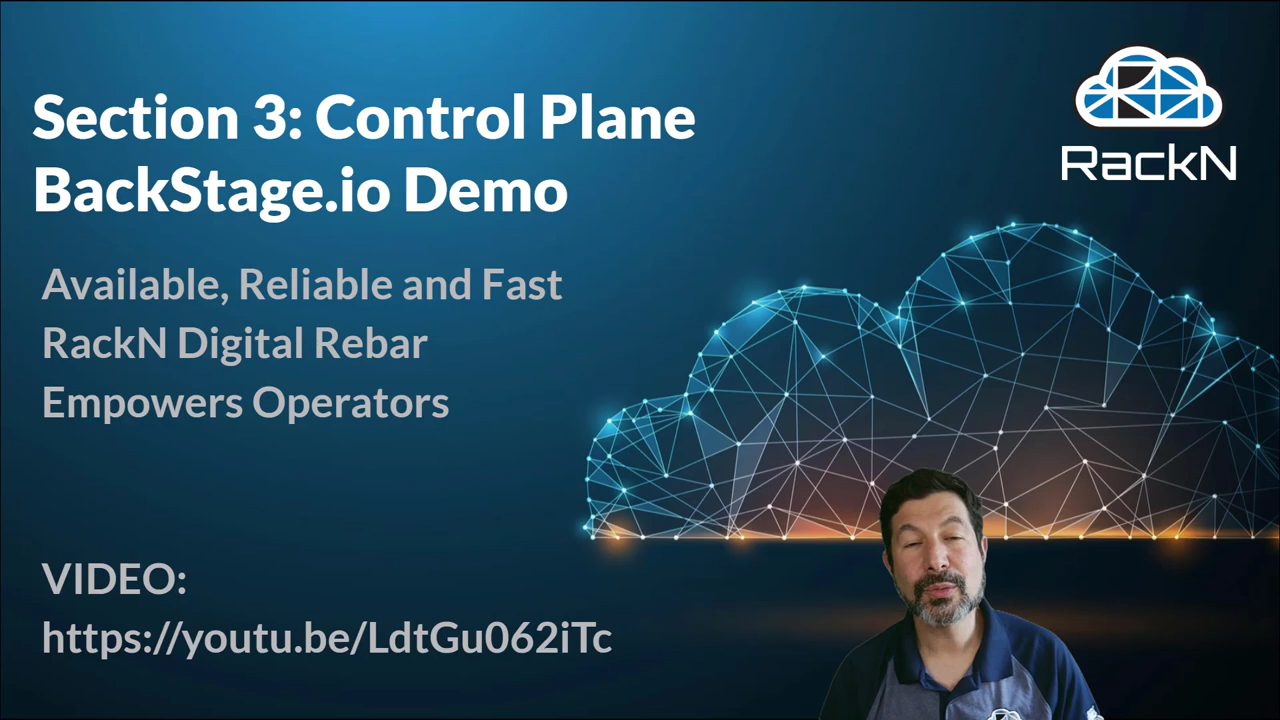 Section 3: Control Plane
BackStage.io Demo
RackN
Available, Reliable and Fast
RackN Digital Rebar
Empowers Operators
VIDEO:
https://youtu.be/LdtGu062iTc